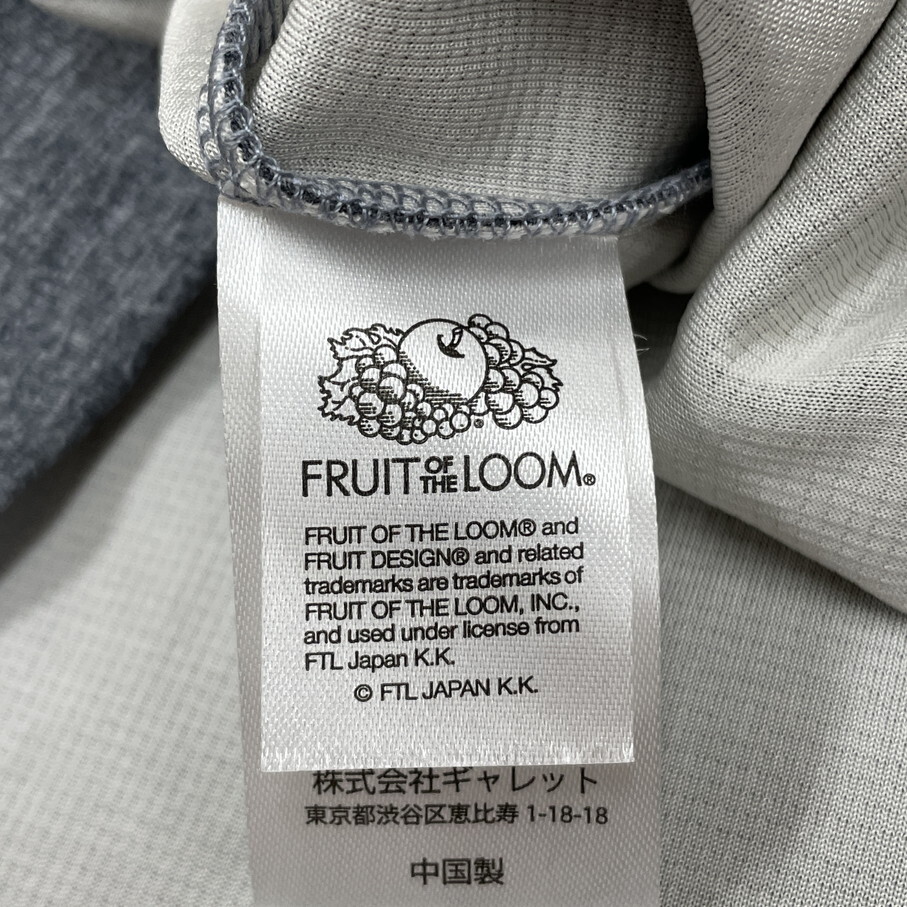 FRUIT OF THE LOOM®
FRUIT OF THE LOOM® and
FRUIT DESIGN® and related
trademarks are trademarks of
FRUIT OF THE LOOM, INC.,
and used under license from
FTL Japan K.K.
© FTL JAPAN K.K.
株式会社ギャレット
東京都渋谷区恵比寿 1-18-18
中国製